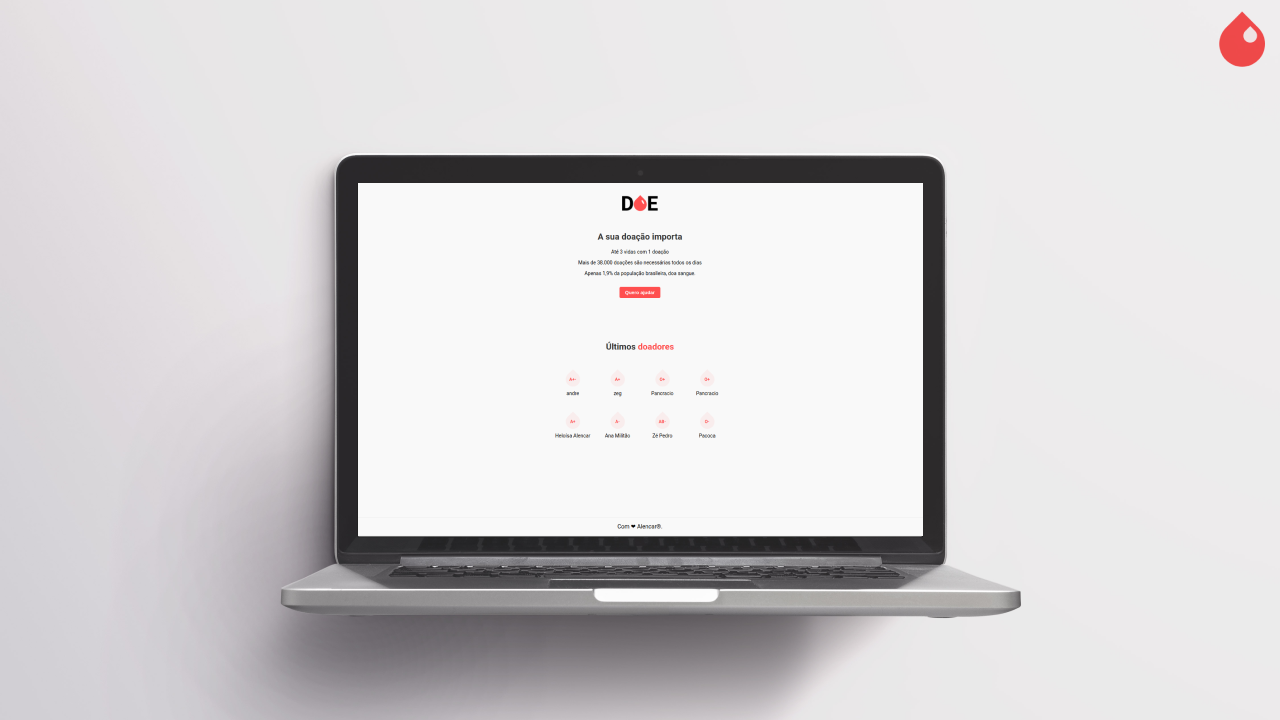 DOE
A sua doação importa
Até 3 vidas com 1 doação
Mais de 38.000 doações são necessárias todos os dias
Apenas 1,9% da população brasileira, doa sangue.
Quero ajudar
Últimos doadores
A+ O+ O+
andre zeg Pancracio Pancracio
A+ A- AB O-
Heloisa Alencar Ana Militão Zé Pedro Pacoca
Com ❤ Alencar®.